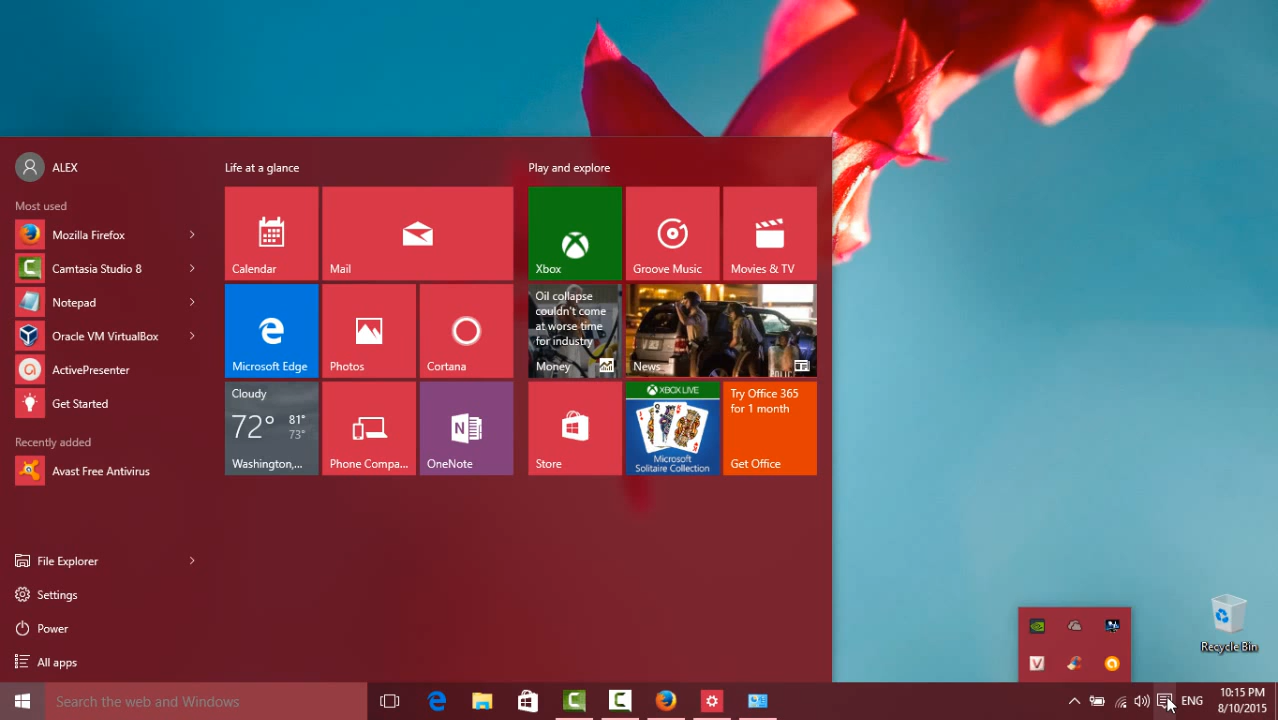 ALEX
Most used
Mozilla Firefox
Camtasia Studio 8
Notepad
Oracle VM VirtualBox
ActivePresenter
Get Started
Recently added
Avast Free Antivirus
File Explorer
Settings
Power
All apps
Life at a glance
Calendar
Mail
Microsoft Edge
Photos
Cortana
Cloudy
72° 81°
73°
Washington,...
Phone Compa...
OneNote
Play and explore
Xbox
Groove Music
Movies & TV
Oil collapse
couldn't come
at worse time
for industry
Money
News
Store
XBOX LIVE
Microsoft
Solitaire Collection
Try Office 365
for 1 month
Get Office
Recycle Bin
Search the web and Windows
ENG
10:15 PM
8/10/2015